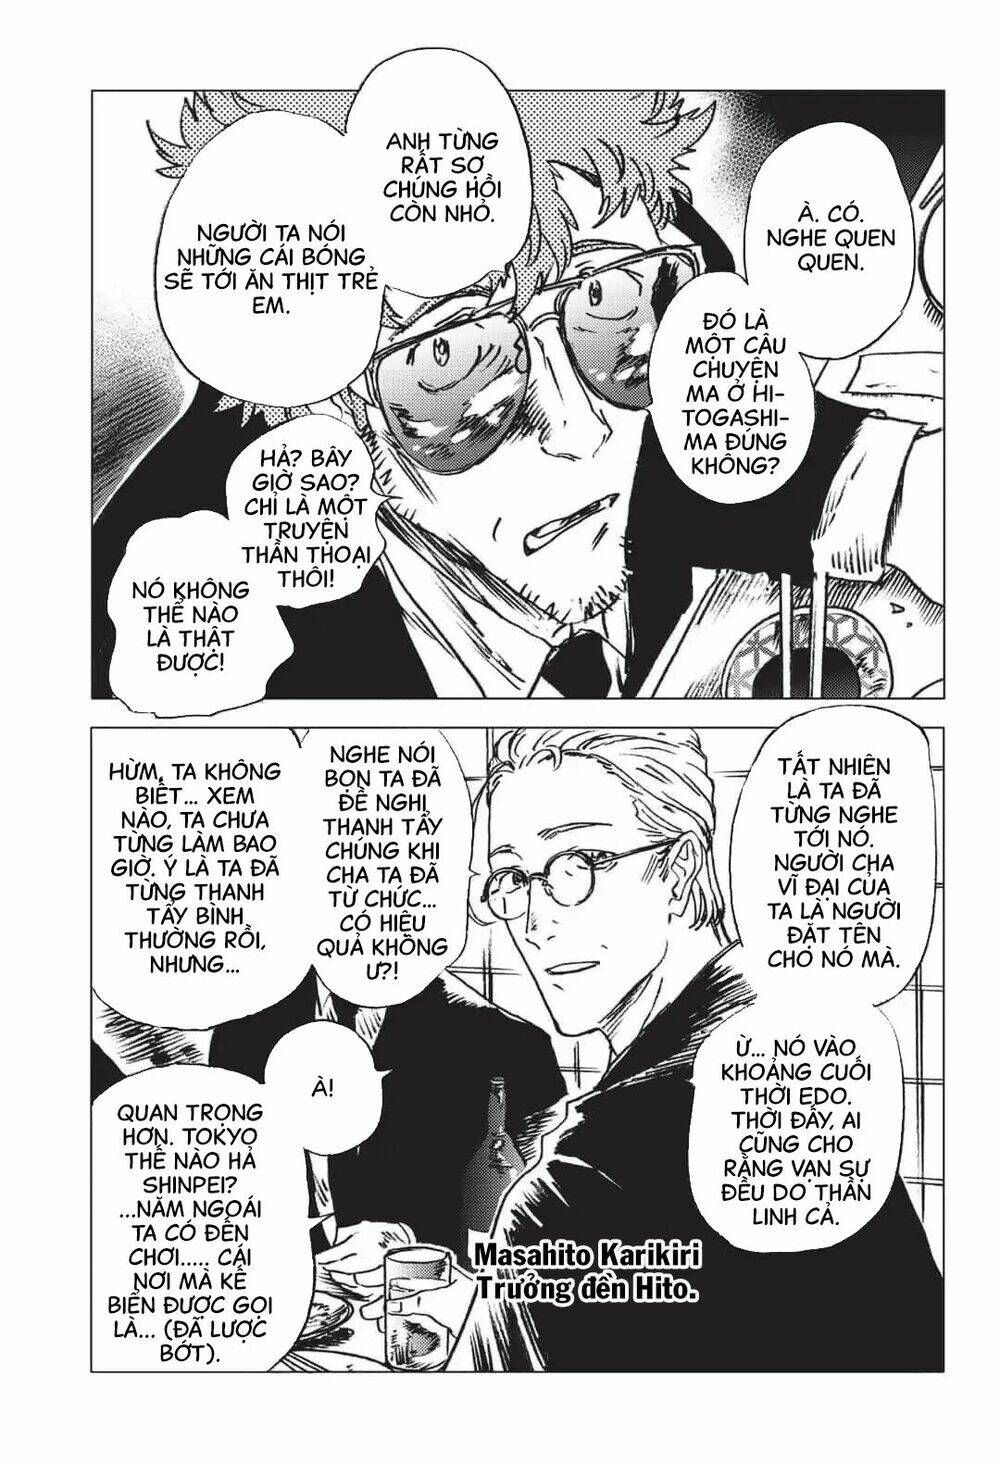 À. CÓ.
NGHE QUEN
QUEN.
ĐÓ LÀ
MỘT CÂU
CHUYỆN
MA Ở HI-
TOGASHI-
MA ĐÚNG
KHÔNG?
ANH TỪNG
RẤT SỢ
CHÚNG HỒI
CÒN NHỎ.
NGƯỜI TA NÓI
NHỮNG CÁI BÓNG
SẼ TỚI ĂN THỊT TRẺ
EM.
HẢ? BÂY
GIỜ SAO?
CHỈ LÀ MỘT
TRUYỆN
THẦN THOẠI
THÔI!
NÓ KHÔNG
THỂ NÀO
LÀ THẬT
ĐƯỢC!
TẤT NHIÊN
LÀ TA ĐÃ
TỪNG NGHE
TỚI NÓ.
NGƯỜI CHA
VĨ ĐẠI CỦA
TA LÀ NGƯỜI
ĐẶT TÊN
CHO NÓ MÀ.
Ừ... NÓ VÀO
KHOẢNG CUỐI
THỜI EDO.
THỜI ĐẤY, AI
CŨNG CHO
RẰNG VẠN SỰ
ĐỀU DO THẦN
LINH CẢ.
NGHE NÓI
BỌN TA ĐÃ
ĐỀ NGHỊ
THANH TẨY
CHÚNG KHI
CHA TA ĐÃ
TỪ CHỨC...
CÓ HIỆU
QUẢ KHÔNG
Ư?!
HỪM, TA KHÔNG
BIẾT... XEM
NÀO, TA CHƯA
TỪNG LÀM BAO
GIỜ. Ý LÀ TA ĐÃ
TỪNG THANH
TẨY BÌNH
THƯỜNG RỒI,
NHƯNG...
À!
QUAN TRỌNG
HƠN. TOKYO
THẾ NÀO HẢ
SHINPEI?
...NĂM NGOÁI
TA CÓ ĐẾN
CHƠI..... CÁI
NƠI MÀ KẾ
BIỂN ĐƯỢC GỌI
LÀ... (ĐÃ LƯỢC
BỚT).
Masahito Karikiri
Trưởng đền Hito.